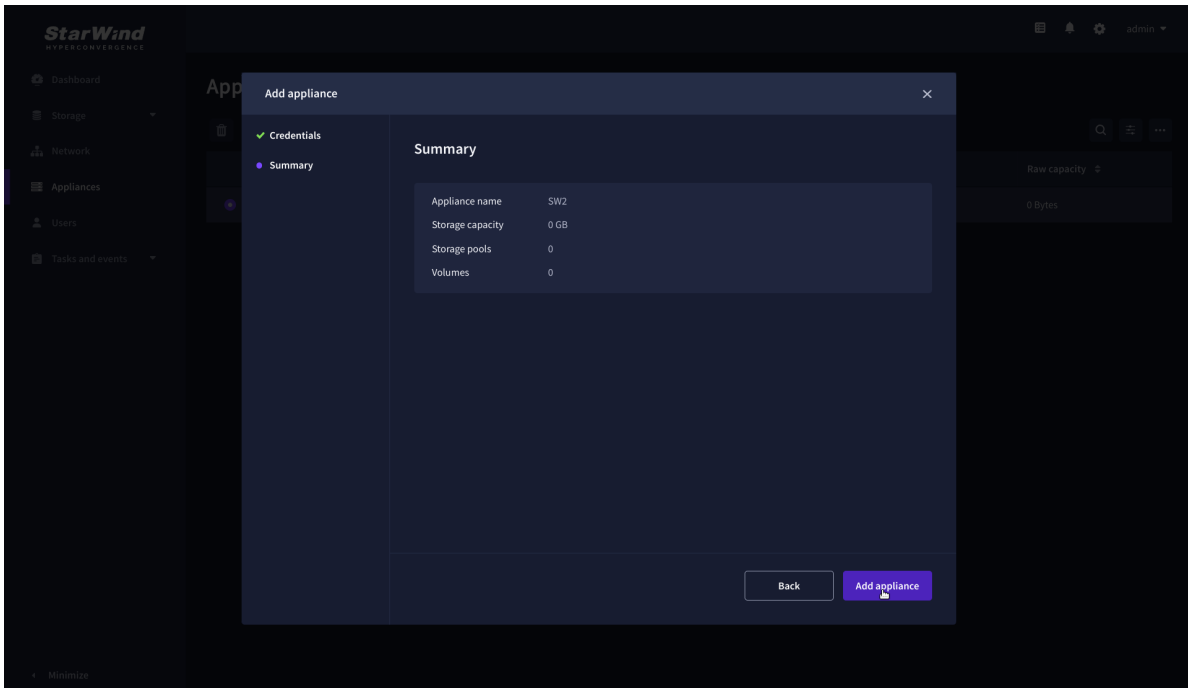 StarWind
HYPERCONVERGENCE
admin
Dashboard
Storage
Network
Appliances
Users
Tasks and events
Minimize
App
Raw capacity
0 Bytes
Add appliance
Credentials
Summary
Summary
Appliance name SW2
Storage capacity 0 GB
Storage pools 0
Volumes 0
Back
Add appliance